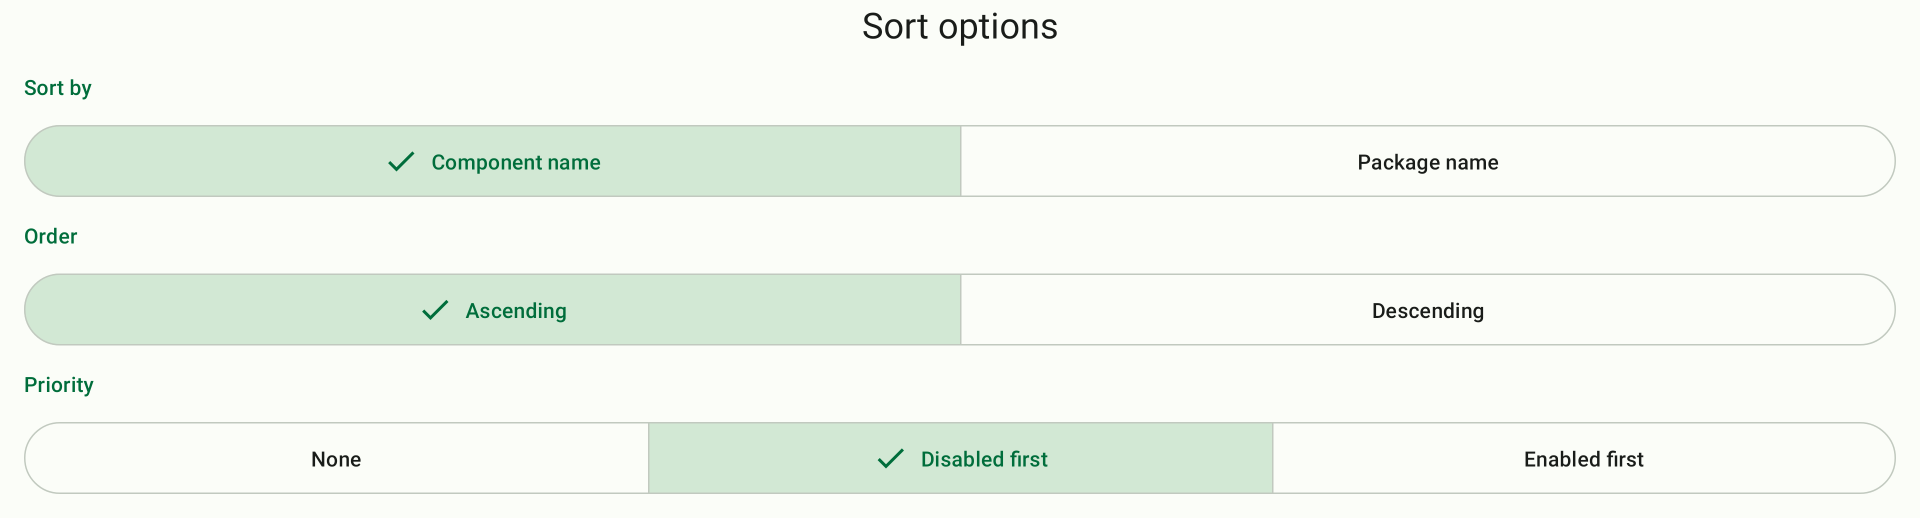 Sort options
Sort by
Component name
Package name
Order
Ascending
Descending
Priority
None
Disabled first
Enabled first